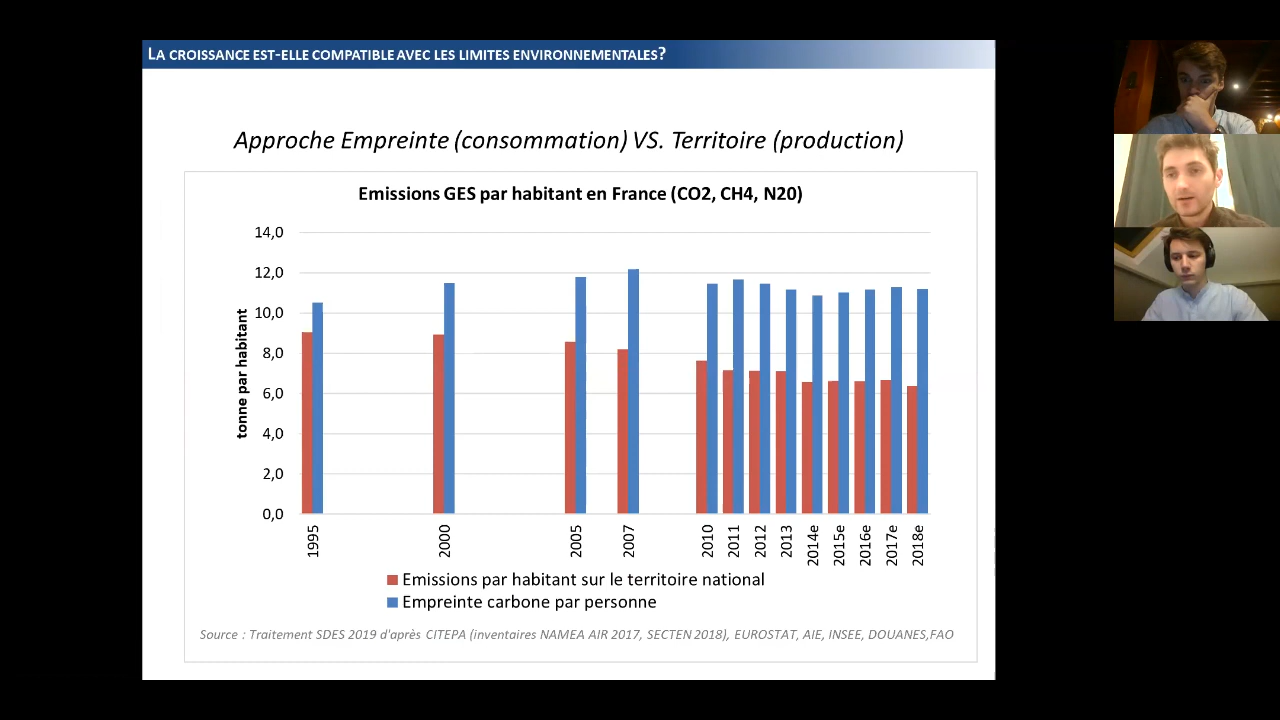 LA CROISSANCE EST-ELLE COMPATIBLE AVEC LES LIMITES ENVIRONNEMENTALES?
Approche Empreinte (consommation) VS. Territoire (production)
Emissions GES par habitant en France (CO2, CH4, N20)
tonne par habitant
14,0
12,0
10,0
8,0
6,0
4,0
2,0
0,0
1995 2000 2005 2007 2010 2011 2012 2013 2014e 2015e 2016e 2017e 2018e
Emissions par habitant sur le territoire national
Empreinte carbone par personne
Source : Traitement SDES 2019 d'après CITEPA (inventaires NAMEA AIR 2017, SECTEN 2018), EUROSTAT, AIE, INSEE, DOUANES,FAO